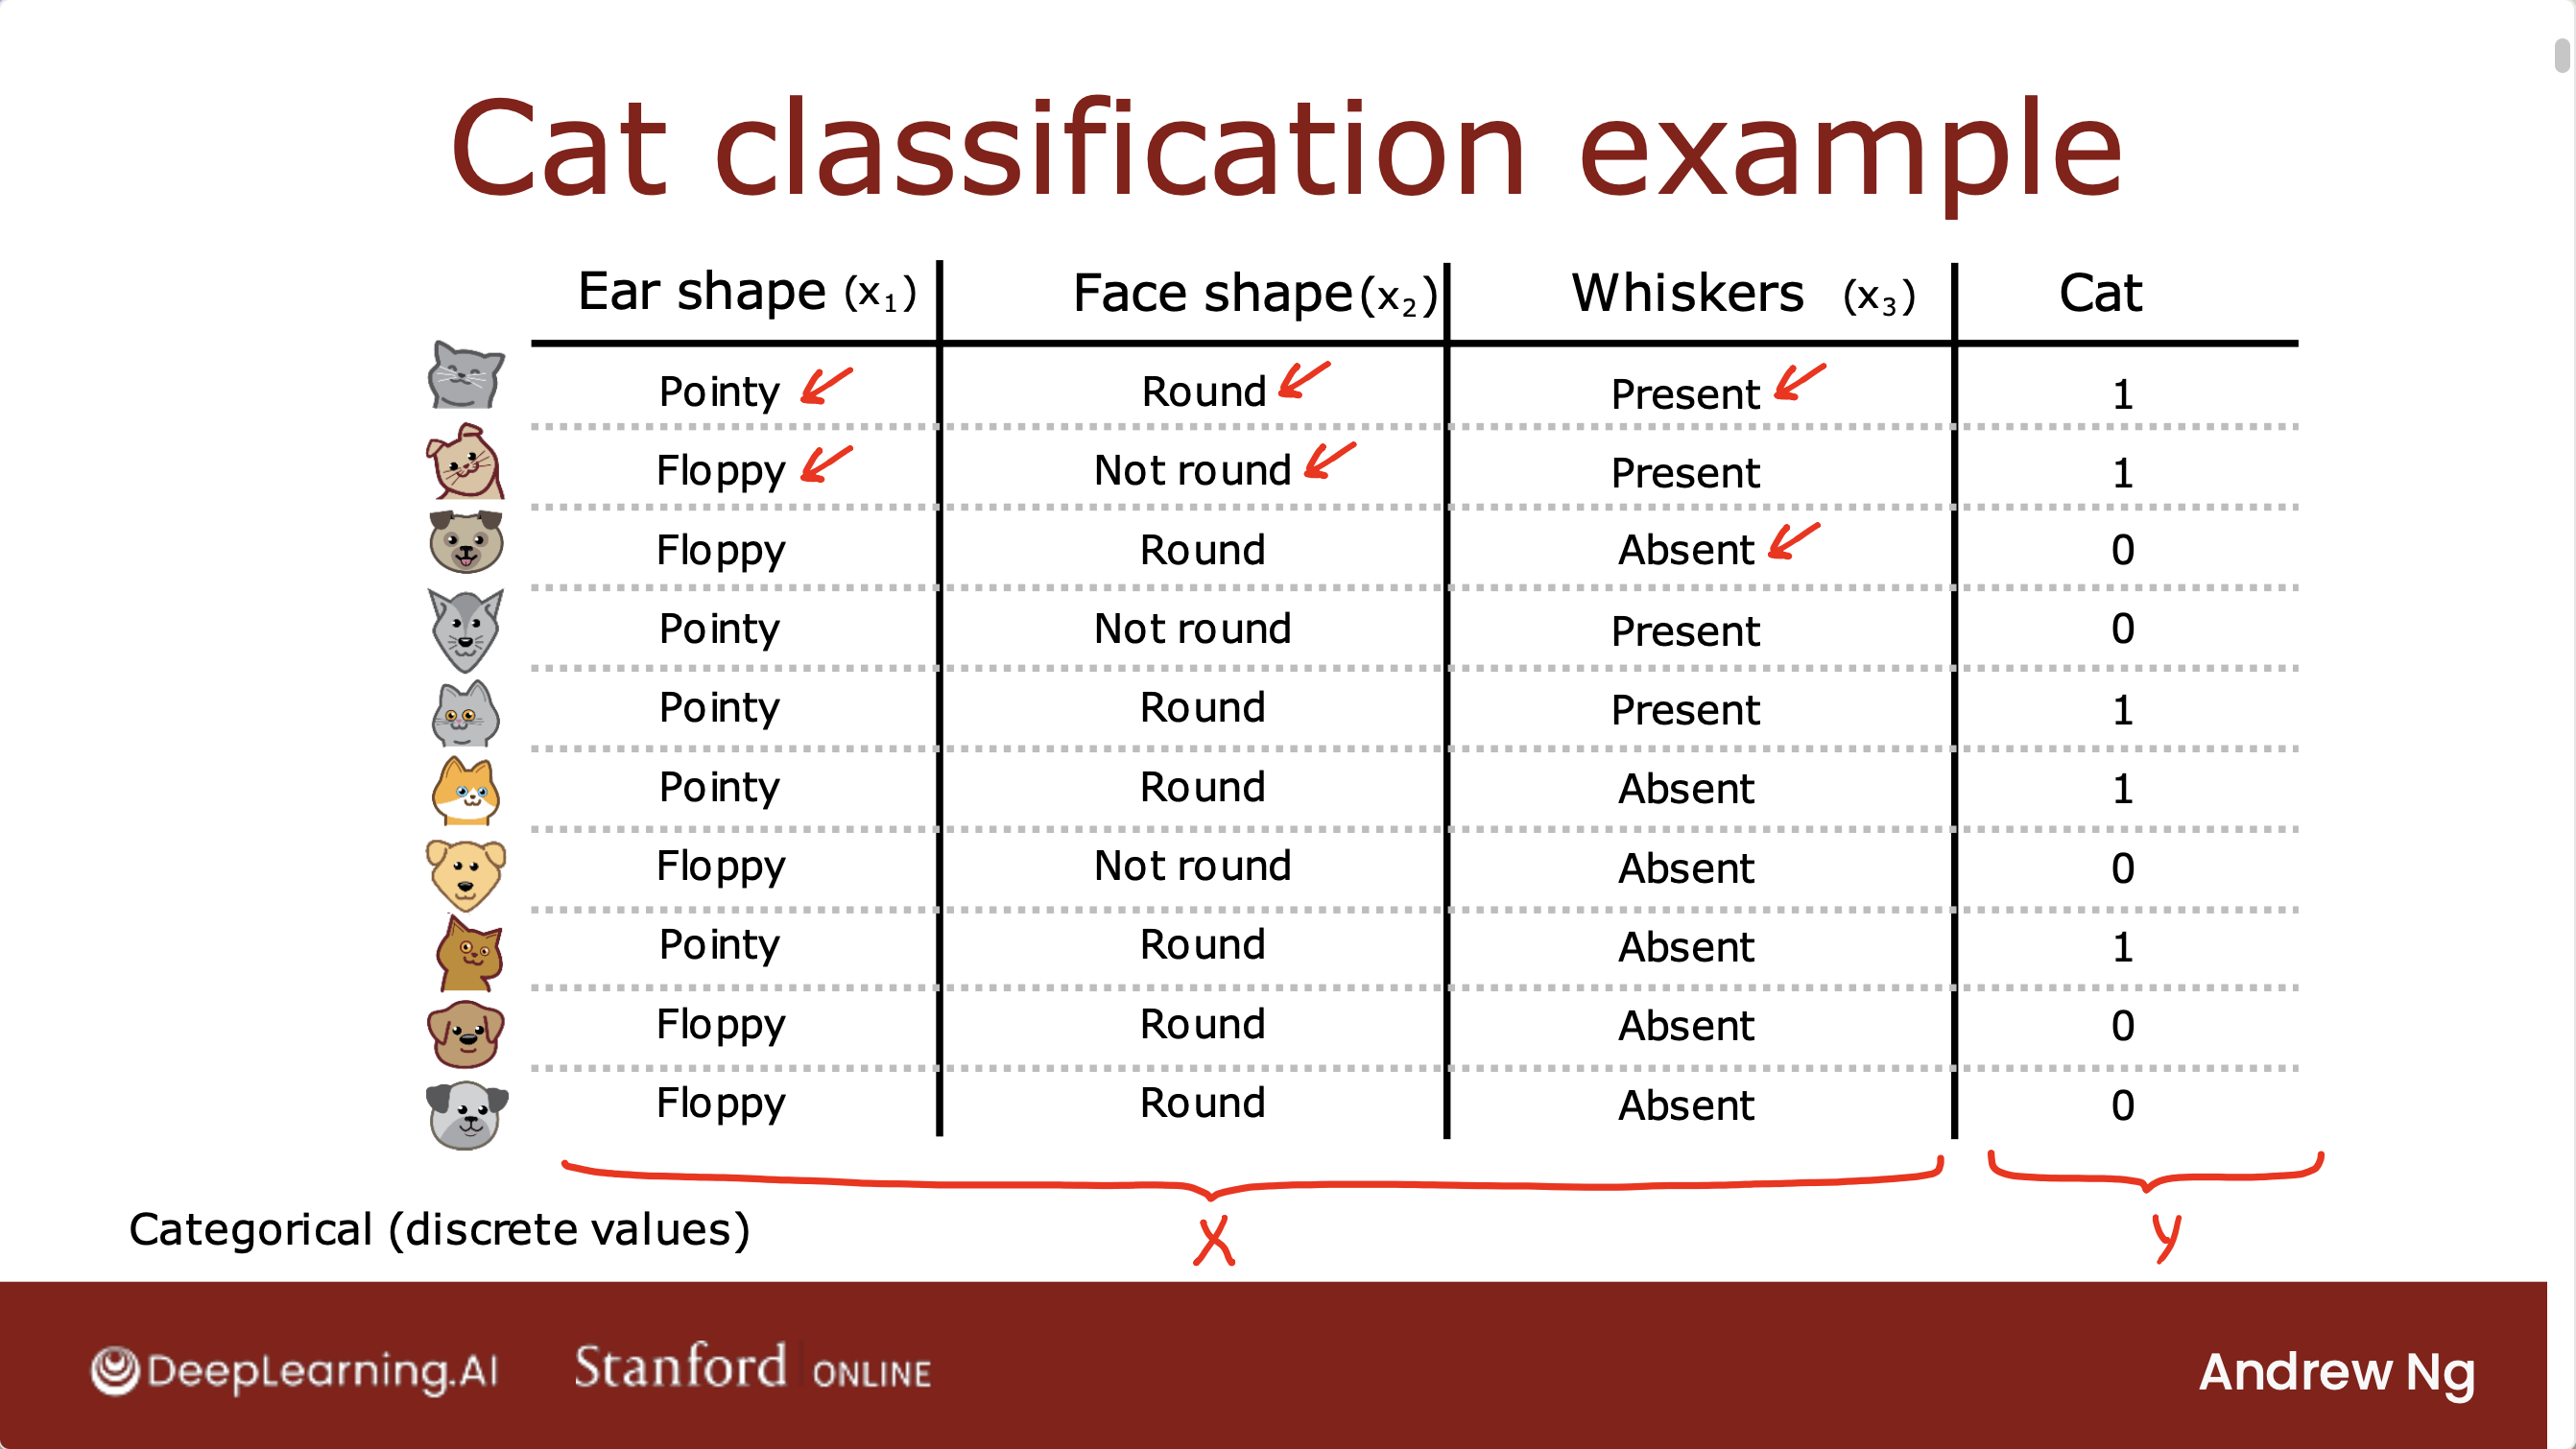 Cat classification example
Ear shape (x₁) Face shape (x₂) Whiskers (x₃) Cat
Pointy Round Present 1
Floppy Not round Present 1
Floppy Round Absent 0
Pointy Not round Present 0
Pointy Round Present 1
Pointy Round Absent 1
Floppy Not round Absent 0
Pointy Round Absent 1
Floppy Round Absent 0
Floppy Round Absent 0
Categorical (discrete values) X y
DeepLearning.AI Stanford ONLINE Andrew Ng